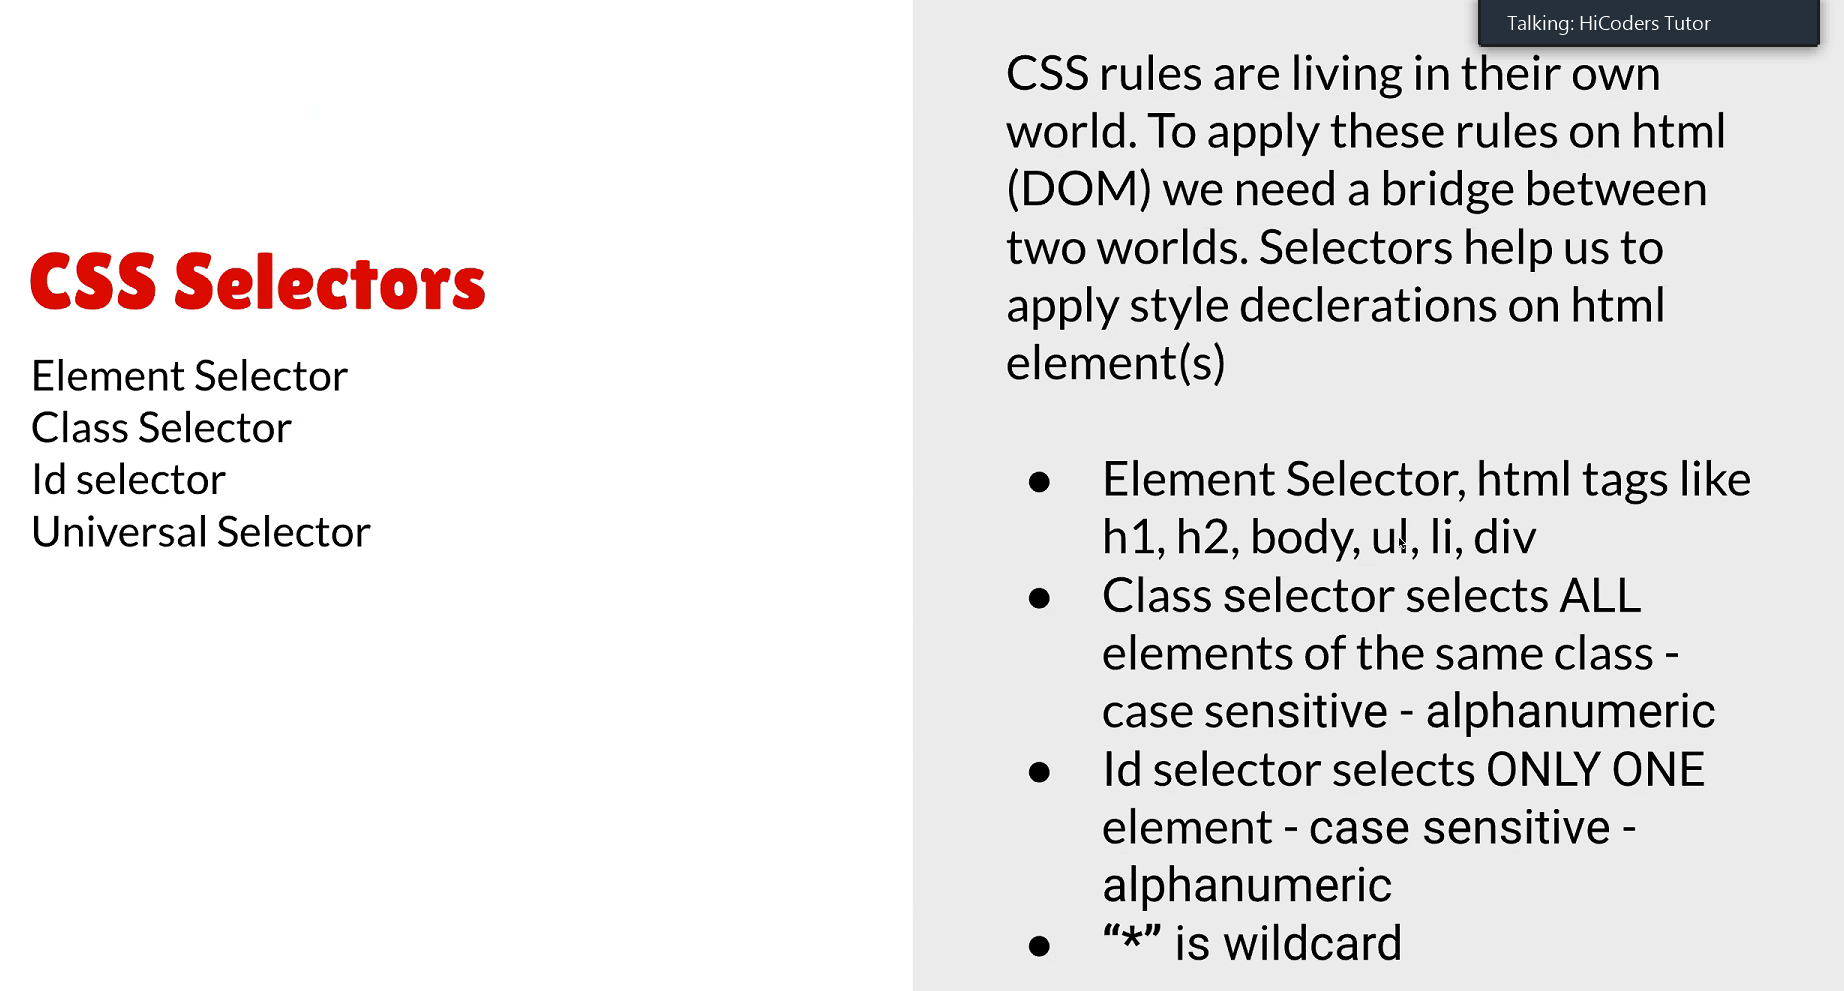 Talking: HiCoders Tutor
CSS Selectors
Element Selector
Class Selector
Id selector
Universal Selector
CSS rules are living in their own
world. To apply these rules on html
(DOM) we need a bridge between
two worlds. Selectors help us to
apply style declerations on html
element(s)
● Element Selector, html tags like
h1, h2, body, ul, li, div
● Class selector selects ALL
elements of the same class -
case sensitive - alphanumeric
● Id selector selects ONLY ONE
element - case sensitive -
alphanumeric
● “*” is wildcard